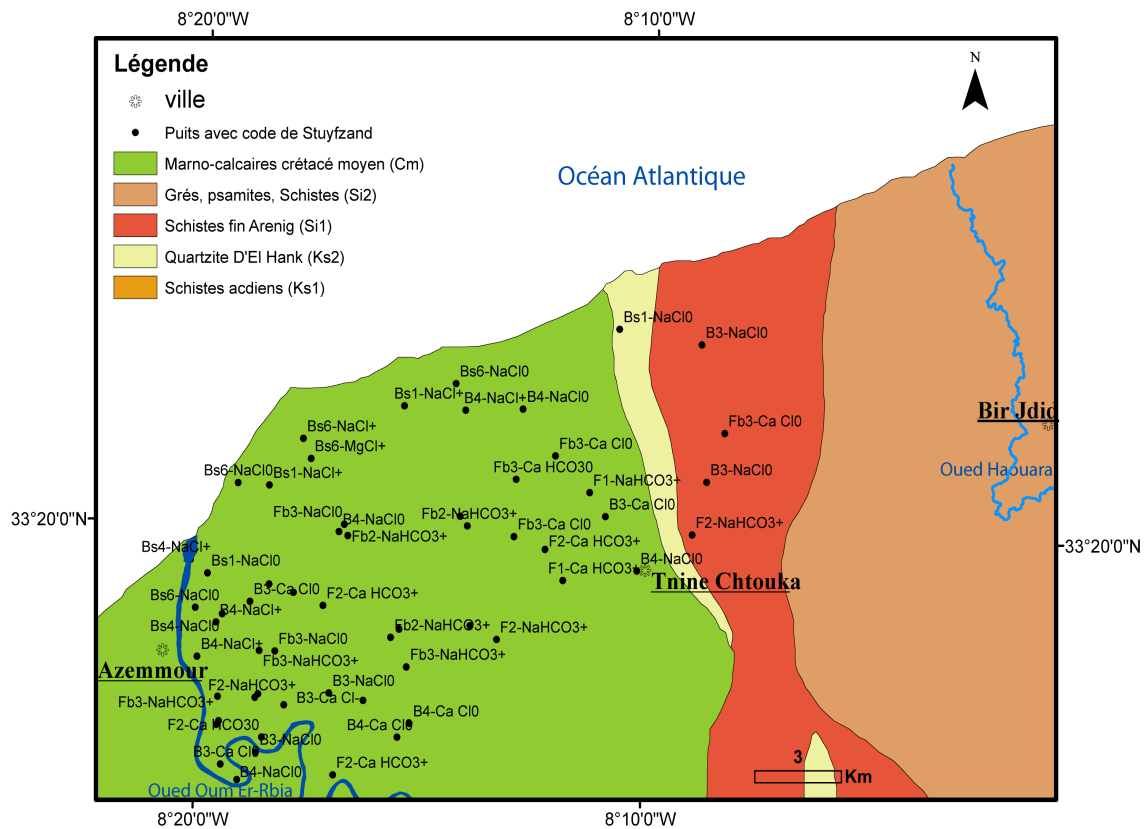 8°20'0"W
8°10'0"W
Légende
ville
Puits avec code de Stuyfzand
Marno-calcaires crétacé moyen (Cm)
Grés, psamites, Schistes (Si2)
Schistes fin Arenig (Si1)
Quartzite D'El Hank (Ks2)
Schistes acdiens (Ks1)
N
Océan Atlantique
Bs1-NaCl0
B3-NaCl0
Bs6-NaCl0
Bs1-NaCl+
B4-NaCl+
B4-NaCl0
Bir Jdid
Bs6-NaCl+
Fb3-Ca Cl0
Bs6-MgCl+
Fb3-Ca Cl0
Bs6-NaCl0
Bs1-NaCl+
Fb3-Ca HCO30
B3-NaCl0
Oued Haouara
F1-NaHCO3+
B3-Ca Cl0
33°20'0"N
Fb3-NaCl0
B4-NaCl0
Fb2-NaHCO3+
Fb3-Ca Cl0
F2-NaHCO3+
Fb2-NaHCO3+
F2-Ca HCO3+
33°20'0"N
Bs4-NaCl+
Bs1-NaCl0
F1-Ca HCO3+
B4-NaCl0
Tnine Chtouka
Bs6-NaCl0
B3-Ca Cl0
F2-Ca HCO3+
B4-NaCl+
Bs4-NaCl0
Fb2-NaHCO3+
F2-NaHCO3+
B4-NaCl+
Fb3-NaCl0
Fb3-NaHCO3+
Fb3-NaHCO3+
Azemmour
F2-NaHCO3+
B3-NaCl0
Fb3-NaHCO3+
B3-Ca Cl-
B4-Ca Cl0
F2-Ca HCO30
B4-Ca Cl0
B3-NaCl0
B3-Ca Cl0
F2-Ca HCO3+
B4-NaCl0
Oued Oum Er-Rbia
3
Km
8°20'0"W
8°10'0"W